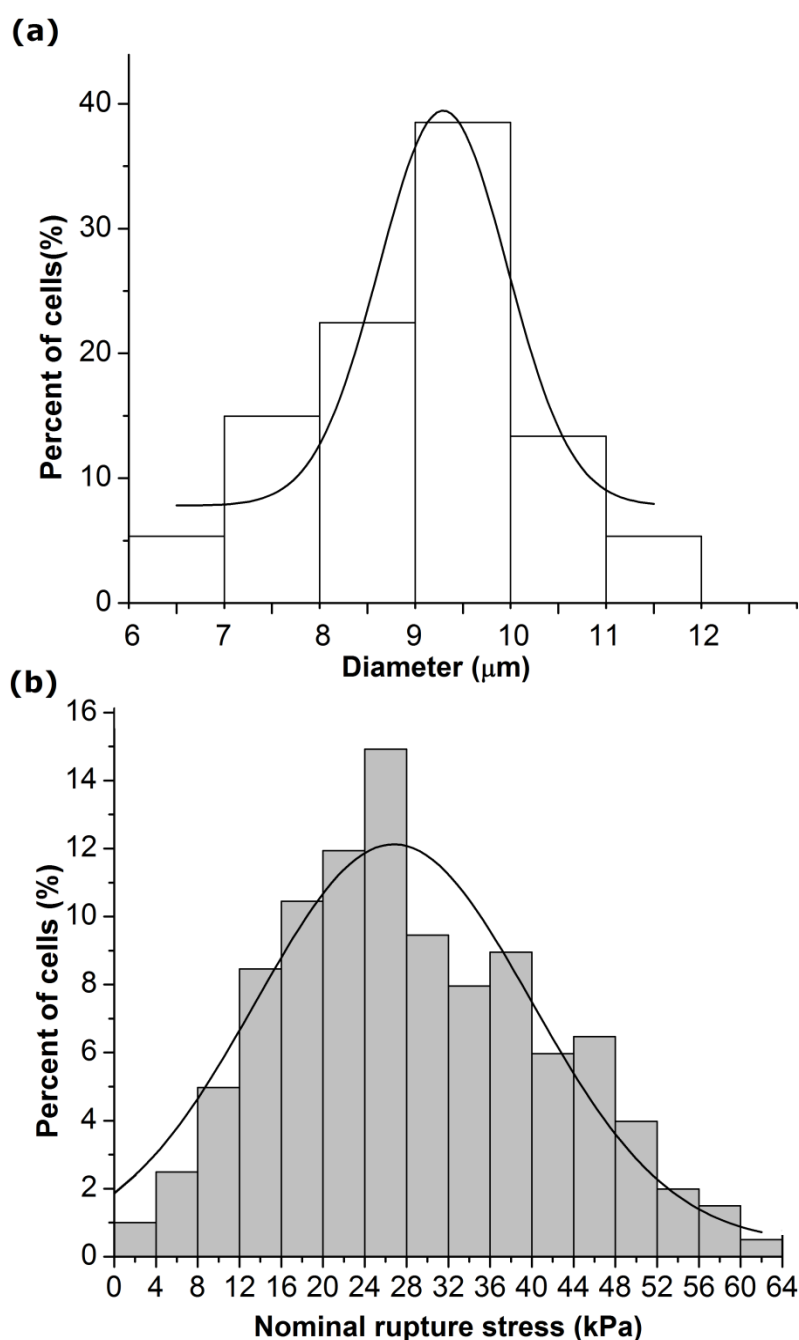 (a)
Percent of cells(%)
40
30
20
10
0
6 7 8 9 10 11 12
Diameter (μm)
(b)
Percent of cells (%)
16
14
12
10
8
6
4
2
0
0 4 8 12 16 20 24 28 32 36 40 44 48 52 56 60 64
Nominal rupture stress (kPa)